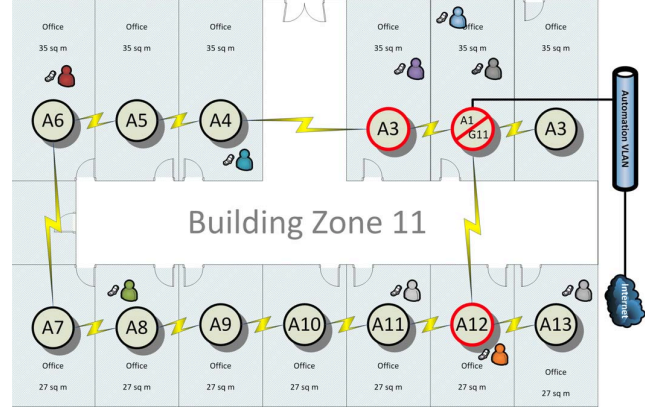 Office
35 sq m
Office
35 sq m
Office
35 sq m
Office
35 sq m
Office
35 sq m
Office
35 sq m
A6
A5
A4
A3
A1
G11
A3
Automation VLAN
Building Zone 11
Internet
A7
A8
A9
A10
A11
A12
A13
Office
27 sq m
Office
27 sq m
Office
27 sq m
Office
27 sq m
Office
27 sq m
Office
27 sq m
Office
27 sq m